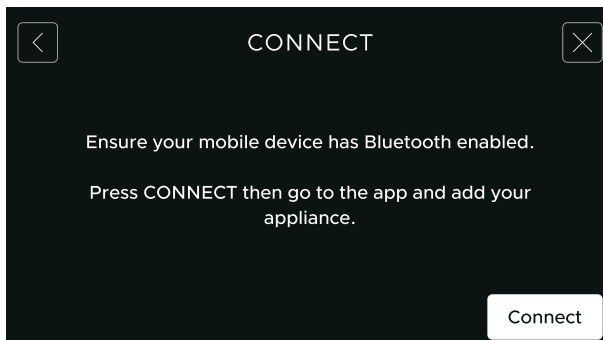 CONNECT
Ensure your mobile device has Bluetooth enabled.
Press CONNECT then go to the app and add your
appliance.
Connect